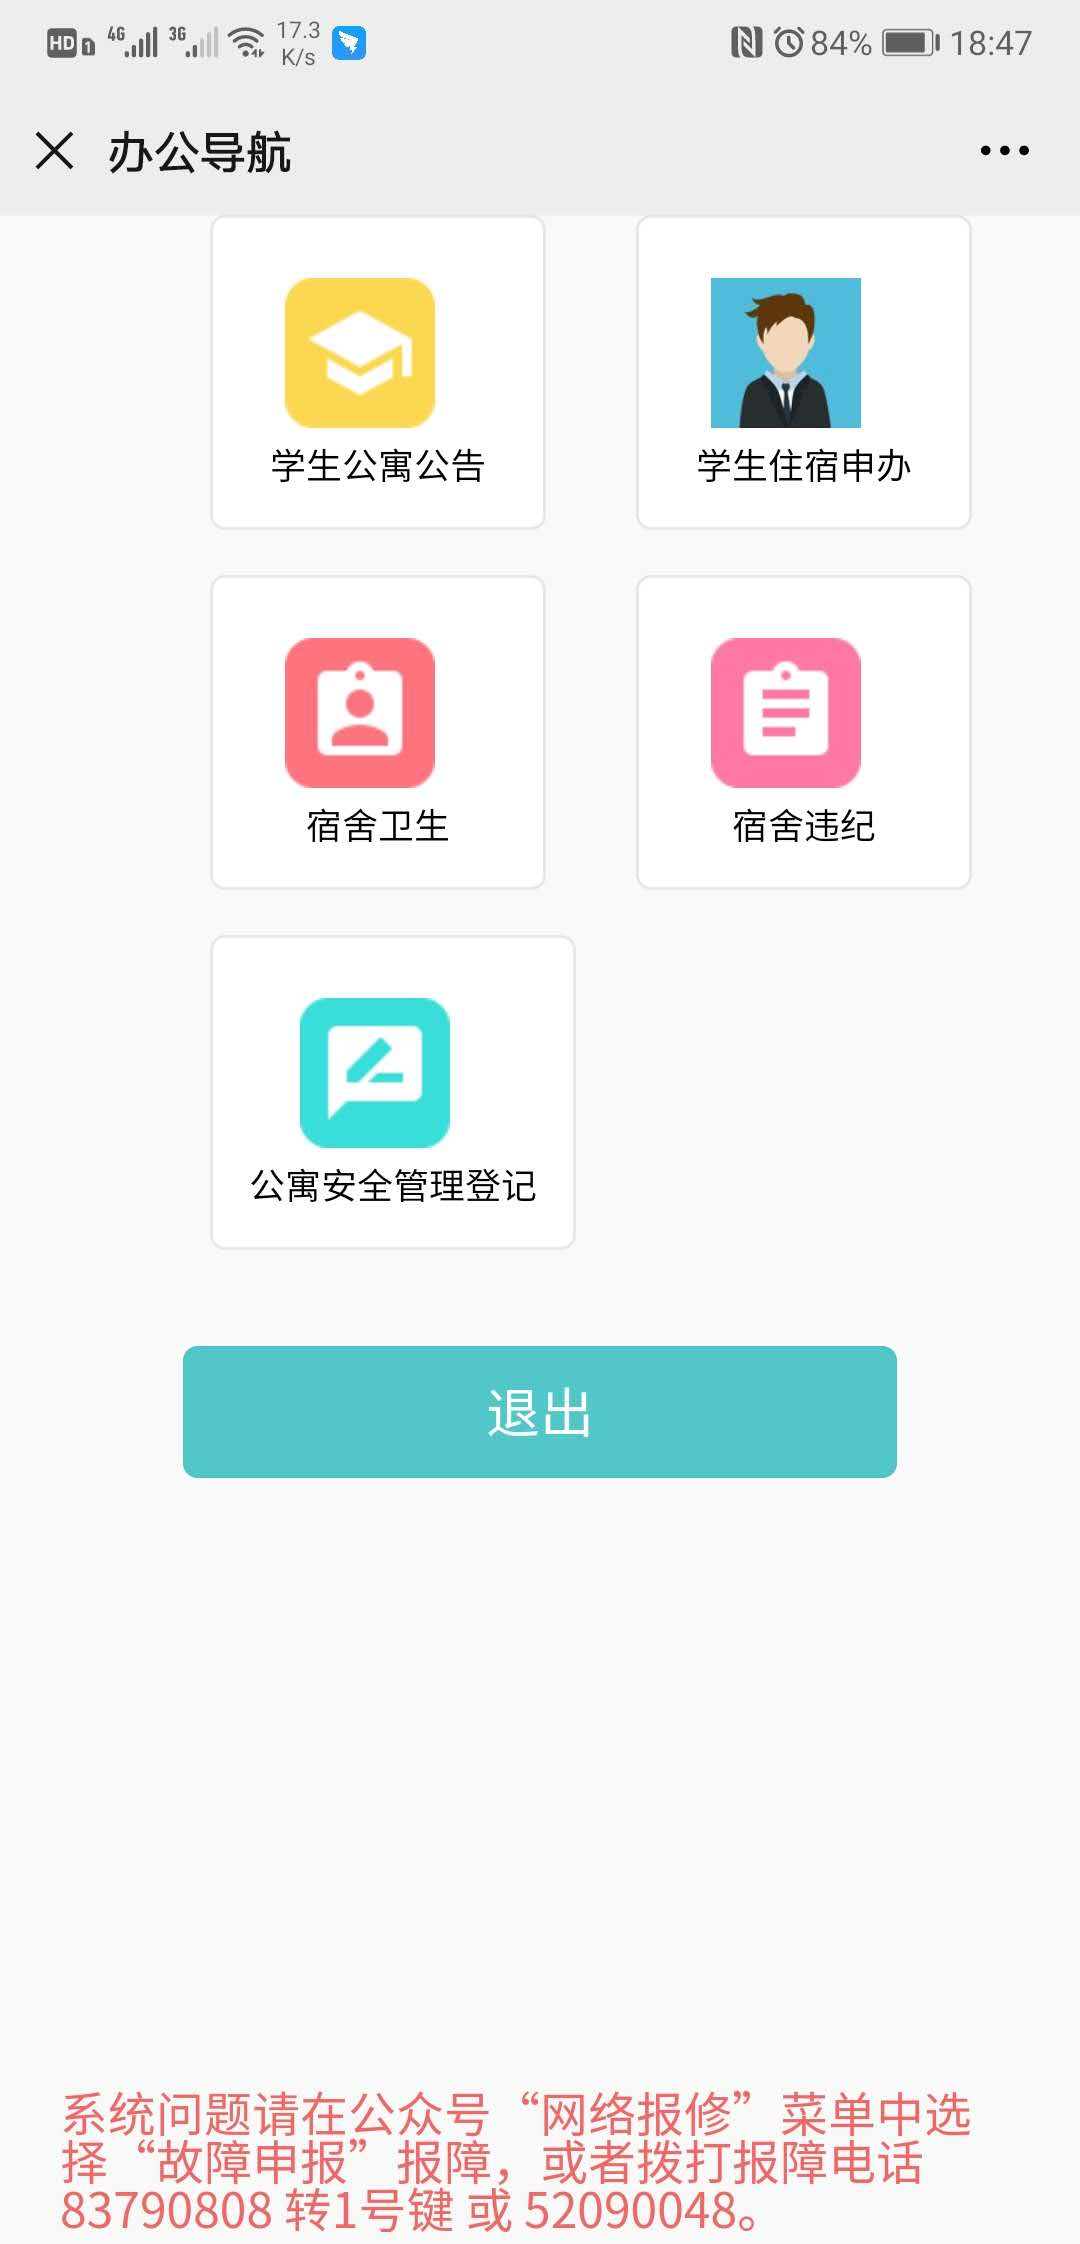 HD 1 4G 3G 17.3 K/s 84% 18:47
办公导航
学生公寓公告 学生住宿申办
宿舍卫生 宿舍违纪
公寓安全管理登记
退出
系统问题请在公众号“网络报修”菜单中选
择“故障申报”报障，或者拨打报障电话
83790808 转1号键 或 52090048。